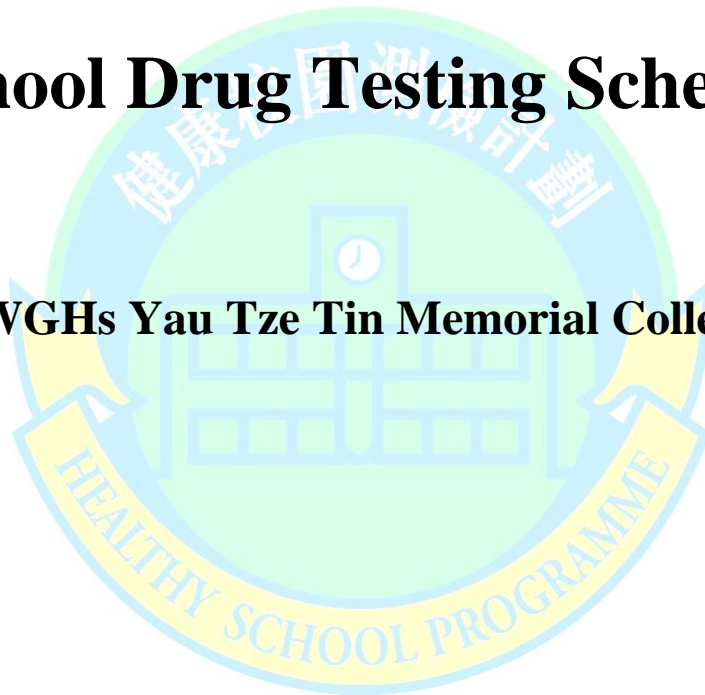 hool Drug Testing Sche
健康校園測檢計劃
WGHs Yau Tze Tin Memorial Colle
HEALTHY SCHOOL PROGRAMME